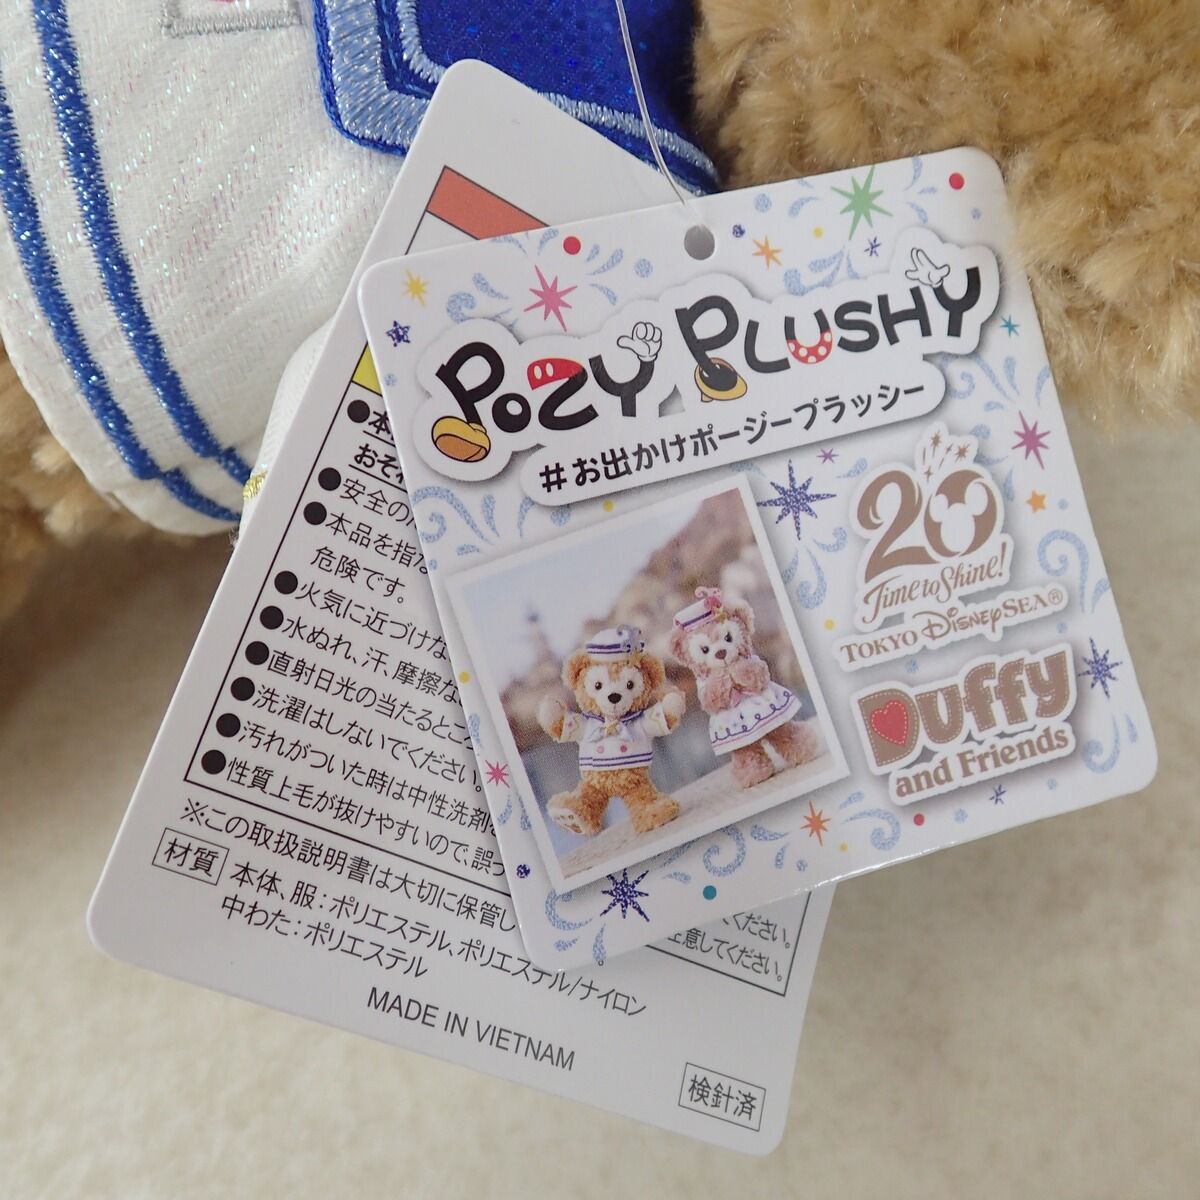 POZY PLUSHY
#お出かけポージープラッシー
20
Time to Shine!
TOKYO DISNEYSEA®
Duffy
and Friends
●本
おそれ
●安全の
●本品を指
危険です。
●火気に近づけな
●水ぬれ、汗、摩擦な
●直射日光の当たるとこ
●洗濯はしないでください。
●汚れがついた時は中性洗剤
●性質上毛が抜けやすいので、誤っ
ください。
注意してください。
※この取扱説明書は大切に保管し
材質 本体、服：ポリエステル、ポリエステル/ナイロン
中わた：ポリエステル
MADE IN VIETNAM
検針済